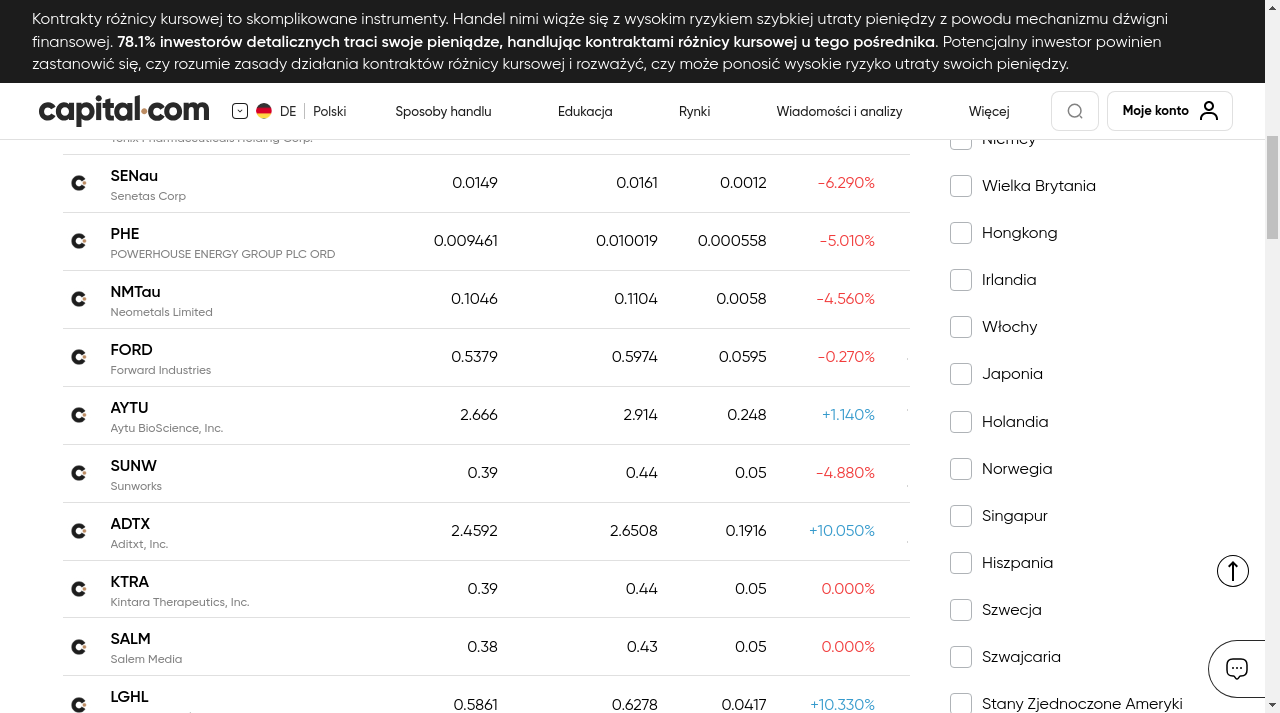 Kontrakty różnicy kursowej to skomplikowane instrumenty. Handel nimi wiąże się z wysokim ryzykiem szybkiej utraty pieniędzy z powodu mechanizmu dźwigni
finansowej. 78.1% inwestorów detalicznych traci swoje pieniądze, handlując kontraktami różnicy kursowej u tego pośrednika. Potencjalny inwestor powinien
zastanowić się, czy rozumie zasady działania kontraktów różnicy kursowej i rozważyć, czy może ponosić wysokie ryzyko utraty swoich pieniędzy.
capital.com DE Polski Sposoby handlu Edukacja Rynki Wiadomości i analizy Więcej Moje konto
Tonix Pharmaceuticals Holding Corp.
SENau 0.0149 0.0161 0.0012 -6.290%
Senetas Corp
PHE 0.009461 0.010019 0.000558 -5.010%
POWERHOUSE ENERGY GROUP PLC ORD
NMTau 0.1046 0.1104 0.0058 -4.560%
Neometals Limited
FORD 0.5379 0.5974 0.0595 -0.270%
Forward Industries
AYTU 2.666 2.914 0.248 +1.140%
Aytu BioScience, Inc.
SUNW 0.39 0.44 0.05 -4.880%
Sunworks
ADTX 2.4592 2.6508 0.1916 +10.050%
Aditxt, Inc.
KTRA 0.39 0.44 0.05 0.000%
Kintara Therapeutics, Inc.
SALM 0.38 0.43 0.05 0.000%
Salem Media
LGHL 0.5861 0.6278 0.0417 +10.330%
Niemcy
Wielka Brytania
Hongkong
Irlandia
Włochy
Japonia
Holandia
Norwegia
Singapur
Hiszpania
Szwecja
Szwajcaria
Stany Zjednoczone Ameryki